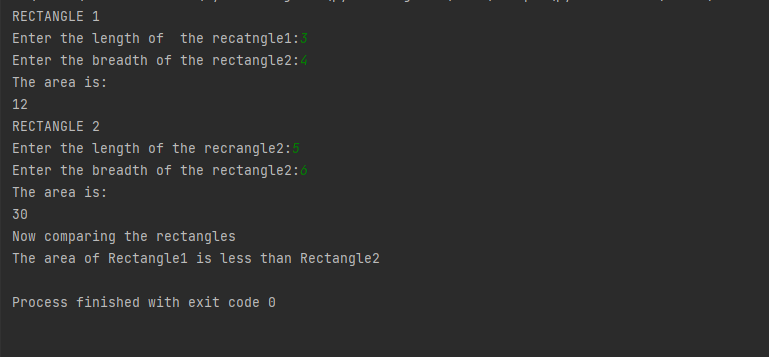 RECTANGLE 1
Enter the length of  the recatngle1:3
Enter the breadth of the rectangle2:4
The area is:
12
RECTANGLE 2
Enter the length of the recrangle2:5
Enter the breadth of the rectangle2:6
The area is:
30
Now comparing the rectangles
The area of Rectangle1 is less than Rectangle2
Process finished with exit code 0